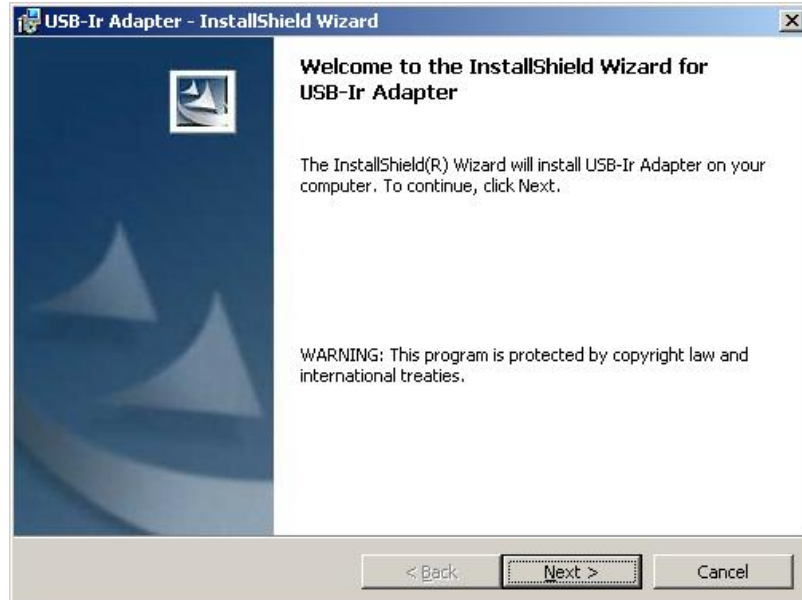 USB-Ir Adapter - InstallShield Wizard
Welcome to the InstallShield Wizard for
USB-Ir Adapter
The InstallShield(R) Wizard will install USB-Ir Adapter on your
computer. To continue, click Next.
WARNING: This program is protected by copyright law and
international treaties.
< Back Next > Cancel